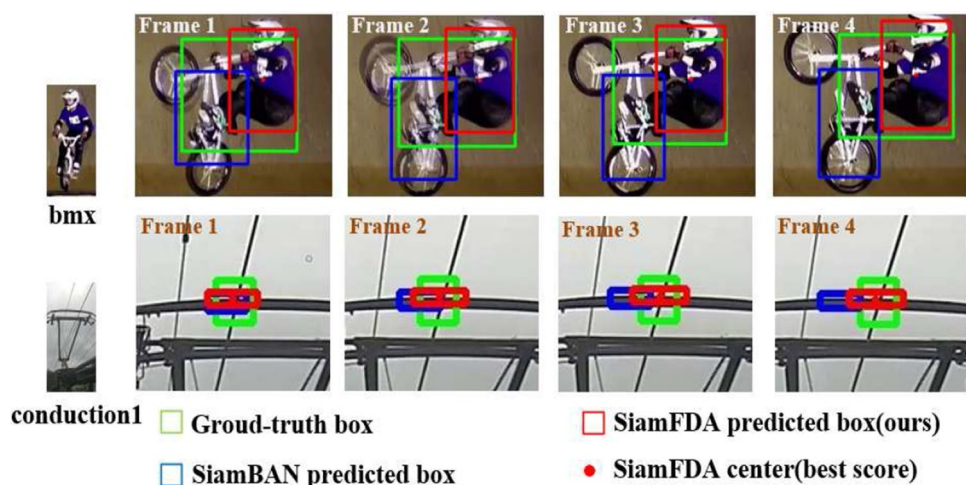 Frame 1 Frame 2 Frame 3 Frame 4
bmx
Frame 1 Frame 2 Frame 3 Frame 4
conduction1
Groud-truth box SiamFDA predicted box(ours)
SiamBAN predicted box SiamFDA center(best score)